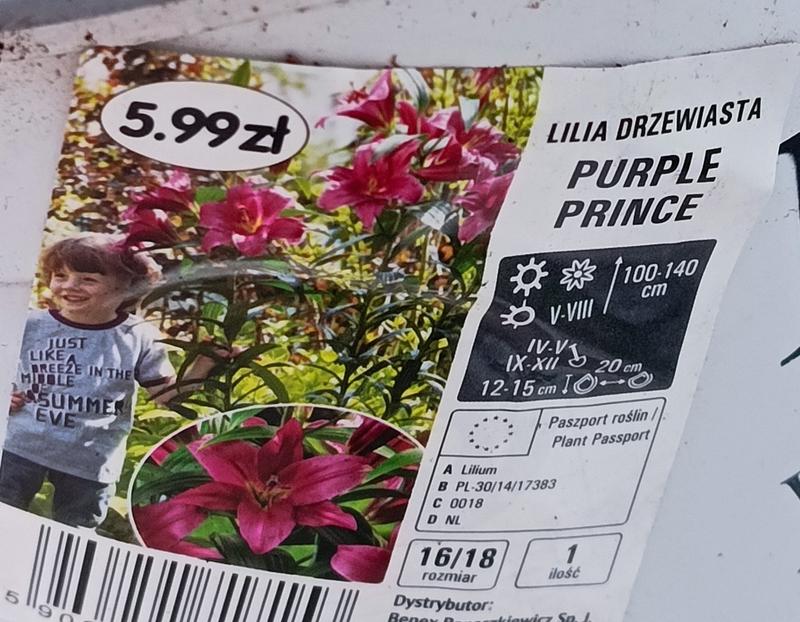 5.99zł
LILIA DRZEWIASTA
PURPLE
PRINCE
100-140
cm
V-VIII
IV-V
IX-XII
20 cm
12-15 cm
JUST
LIKE A
BREEZE IN THE
MIDDLE
SUMMER
EVE
Paszport roślin /
Plant Passport
A Lilium
B PL-30/14/17383
C 0018
D NL
16/18
rozmiar
1
ilość
Dystrybutor: